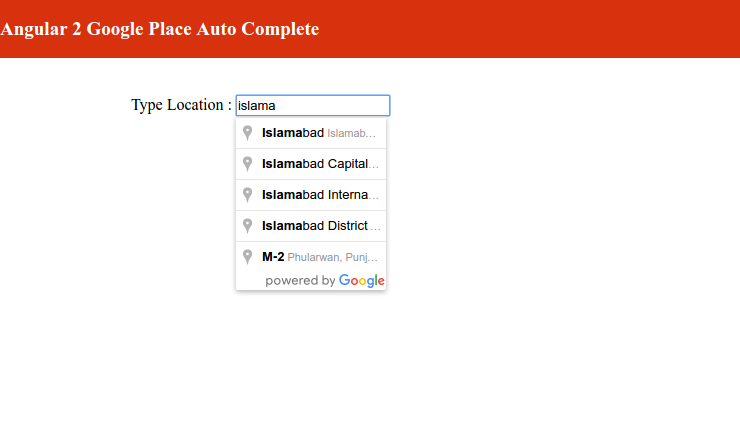 Angular 2 Google Place Auto Complete
Type Location : islama
Islamabad Islamab...
Islamabad Capital...
Islamabad Interna...
Islamabad District ...
M-2 Phularwan, Punj...
powered by Google